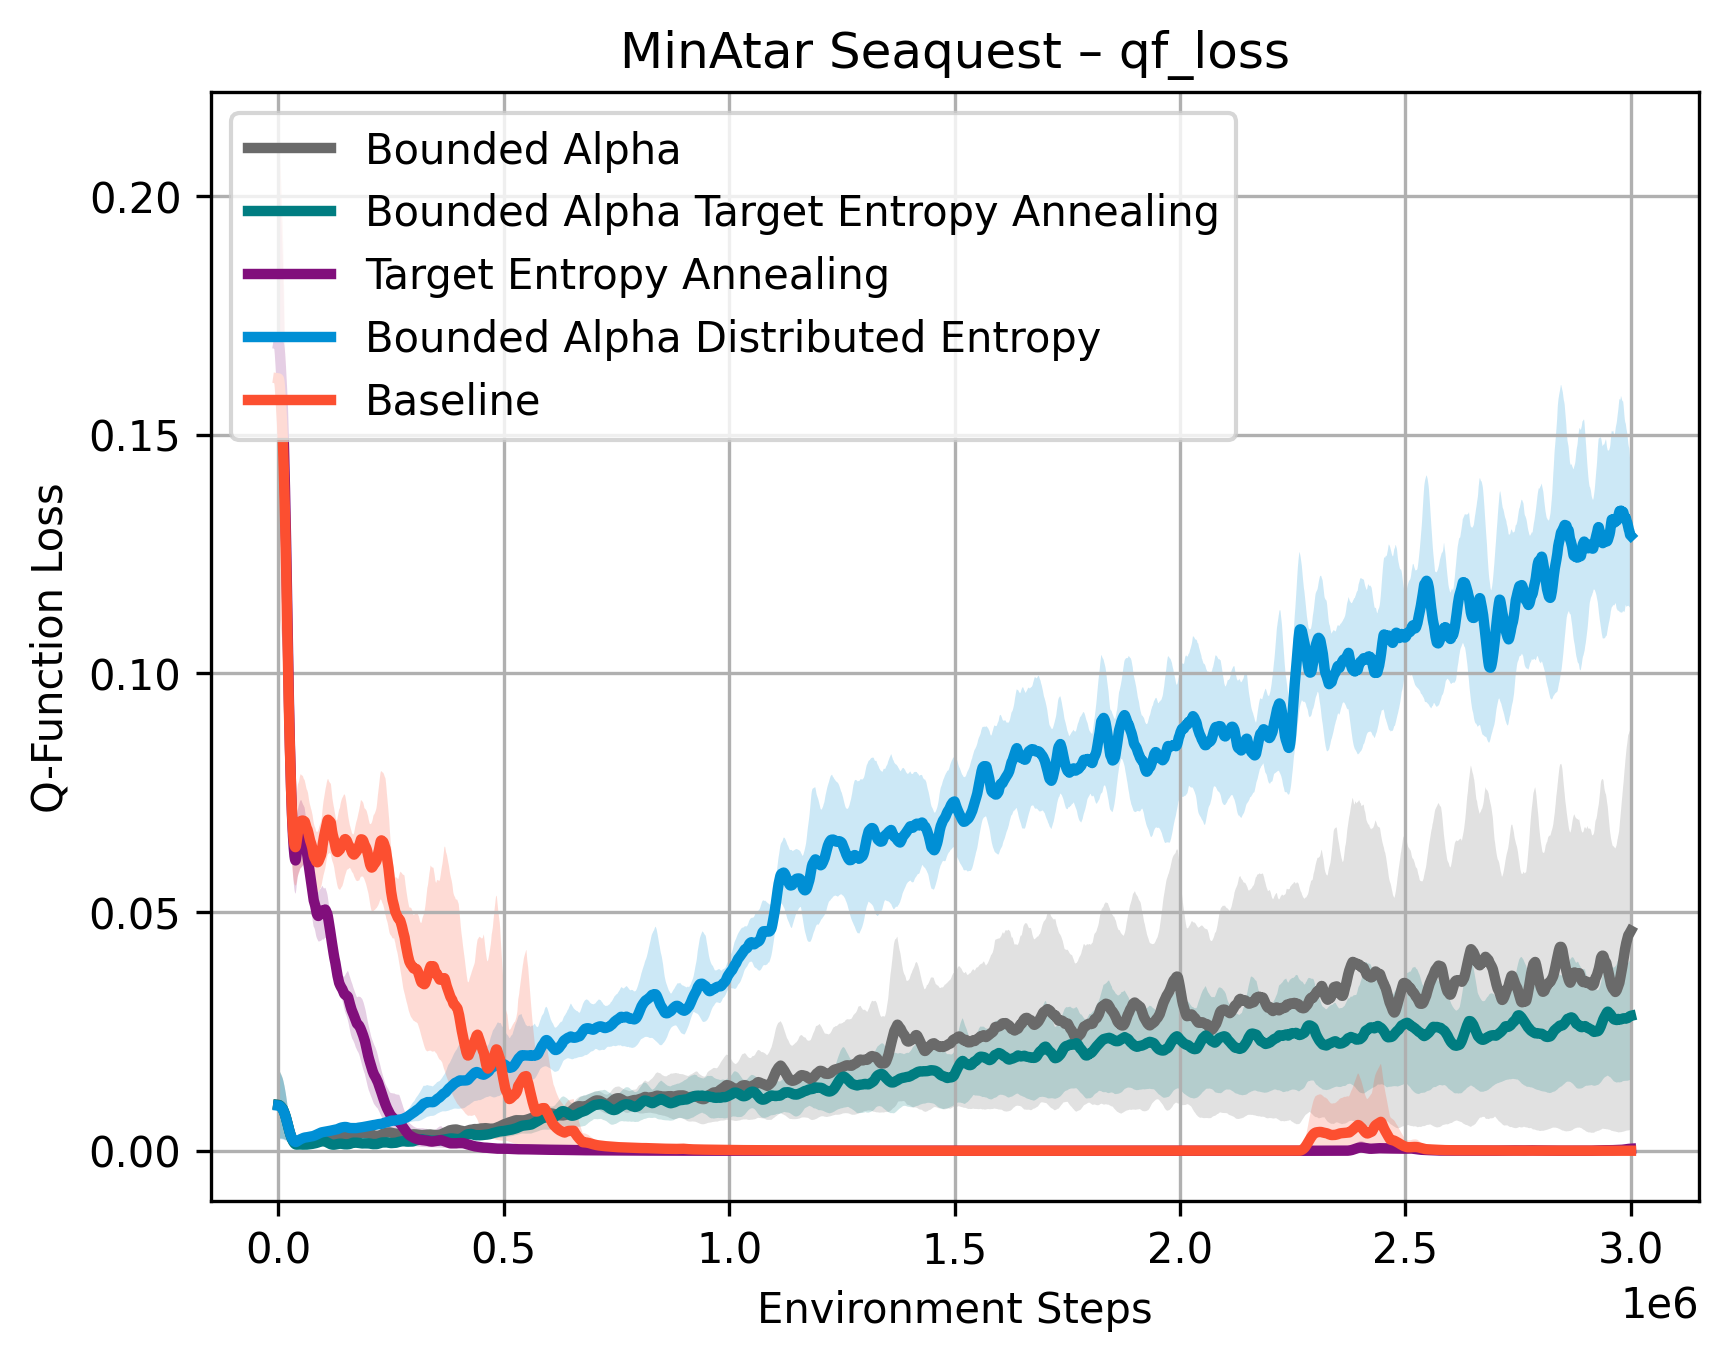 MinAtar Seaquest – qf_loss
Bounded Alpha
Bounded Alpha Target Entropy Annealing
Target Entropy Annealing
Bounded Alpha Distributed Entropy
Baseline
Q-Function Loss
0.20
0.15
0.10
0.05
0.00
0.0 0.5 1.0 1.5 2.0 2.5 3.0
1e6
Environment Steps